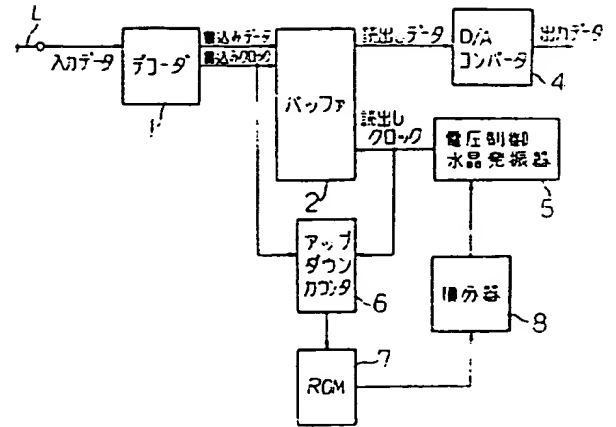 L
入力データ
デコーダ
1
書込みデータ
書込みクロック
バッファ
2
読出しデータ
D/A
コンバータ
4
出力データ
読出し
クロック
電圧制御
水晶発振器
5
アップ
ダウン
カウンタ
6
7
ROM
積分器
8